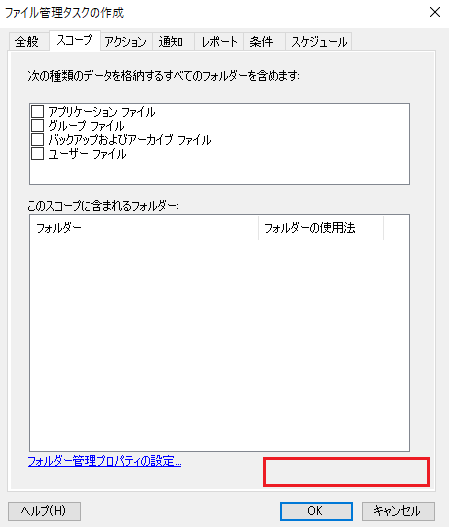 ファイル管理タスクの作成
全般 スコープ アクション 通知 レポート 条件 スケジュール
次の種類のデータを格納するすべてのフォルダーを含めます:
アプリケーション ファイル
グループ ファイル
バックアップおよびアーカイブ ファイル
ユーザー ファイル
このスコープに含まれるフォルダー:
フォルダー フォルダーの使用法
フォルダー管理プロパティの設定...
ヘルプ(H) OK キャンセル